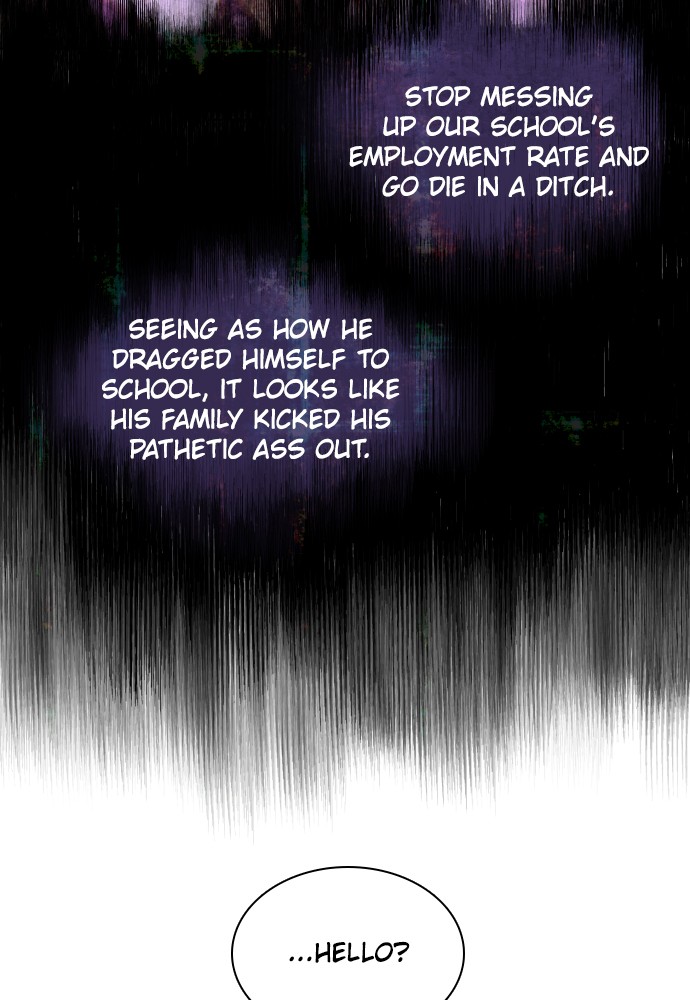 STOP MESSING
UP OUR SCHOOL'S
EMPLOYMENT RATE AND
GO DIE IN A DITCH.
SEEING AS HOW HE
DRAGGED HIMSELF TO
SCHOOL, IT LOOKS LIKE
HIS FAMILY KICKED HIS
PATHETIC ASS OUT.
...HELLO?